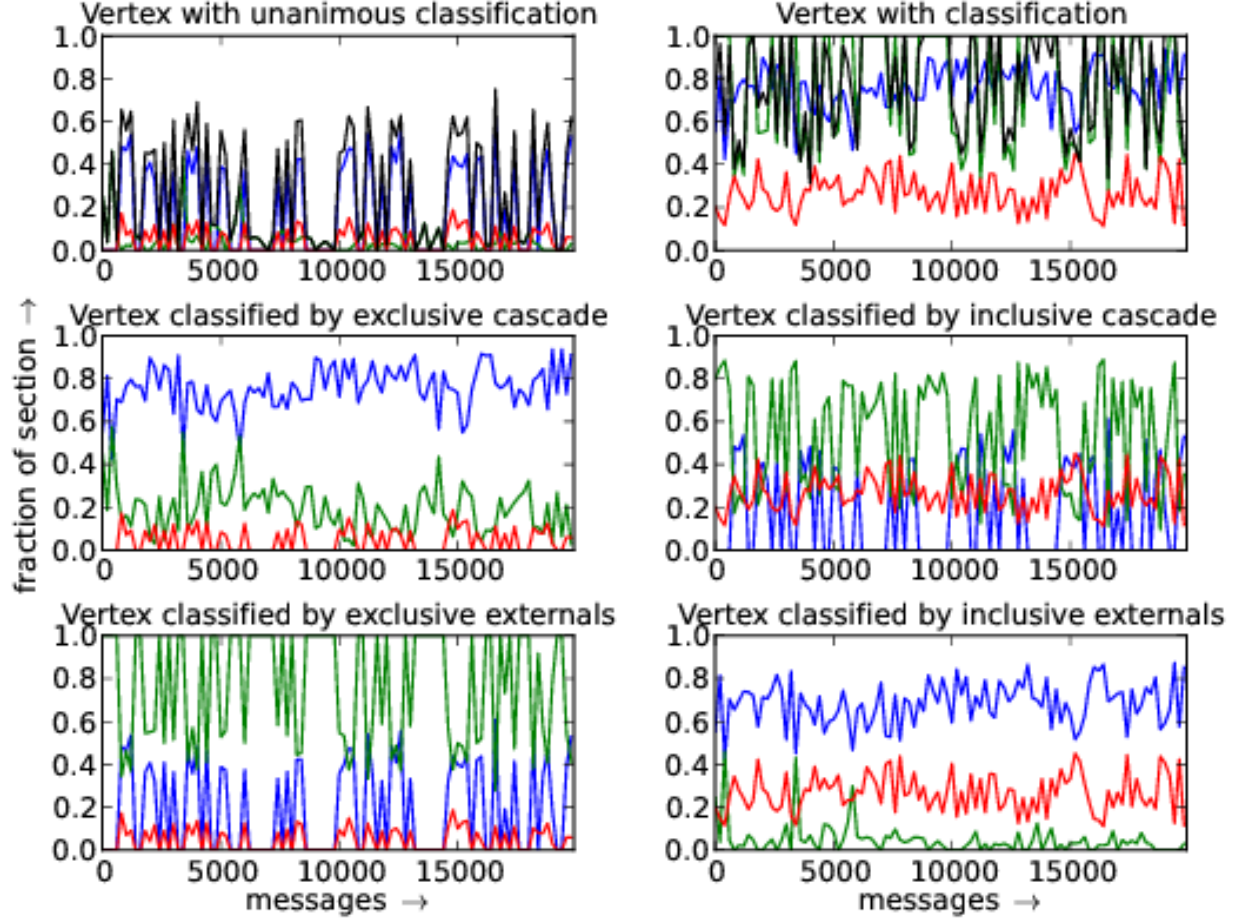 Vertex with unanimous classification
1.0
0.8
0.6
0.4
0.2
0.0
0 5000 10000 15000
Vertex with classification
1.0
0.8
0.6
0.4
0.2
0.0
0 5000 10000 15000
fraction of section →
Vertex classified by exclusive cascade
1.0
0.8
0.6
0.4
0.2
0.0
0 5000 10000 15000
Vertex classified by inclusive cascade
1.0
0.8
0.6
0.4
0.2
0.0
0 5000 10000 15000
Vertex classified by exclusive externals
1.0
0.8
0.6
0.4
0.2
0.0
0 5000 10000 15000
messages →
Vertex classified by inclusive externals
1.0
0.8
0.6
0.4
0.2
0.0
0 5000 10000 15000
messages →